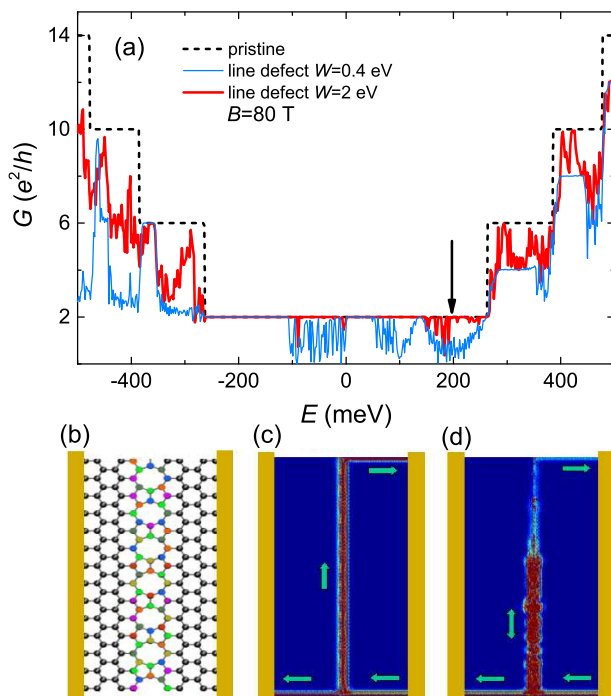 14
(a)
pristine
line defect W=0.4 eV
line defect W=2 eV
B=80 T
10
6
2
G (e²/h)
-400 -200 0 200 400
E (meV)
(b) (c) (d)